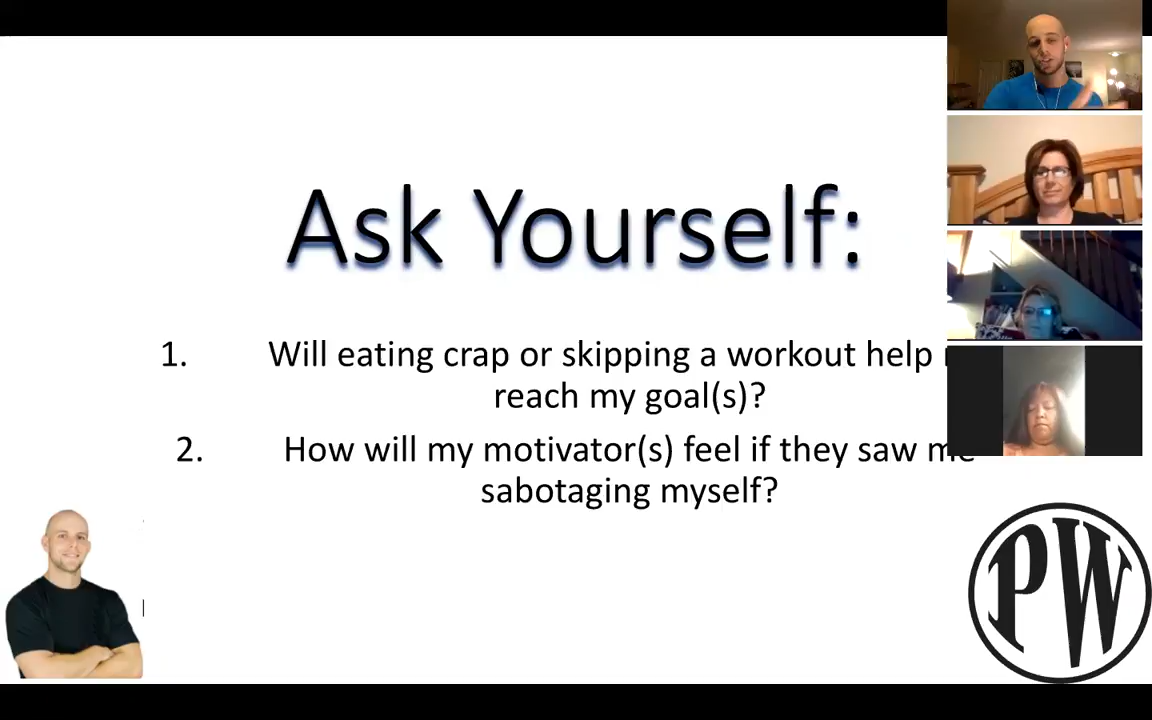 Ask Yourself:
1. Will eating crap or skipping a workout help
reach my goal(s)?
2. How will my motivator(s) feel if they saw me
sabotaging myself?
PW